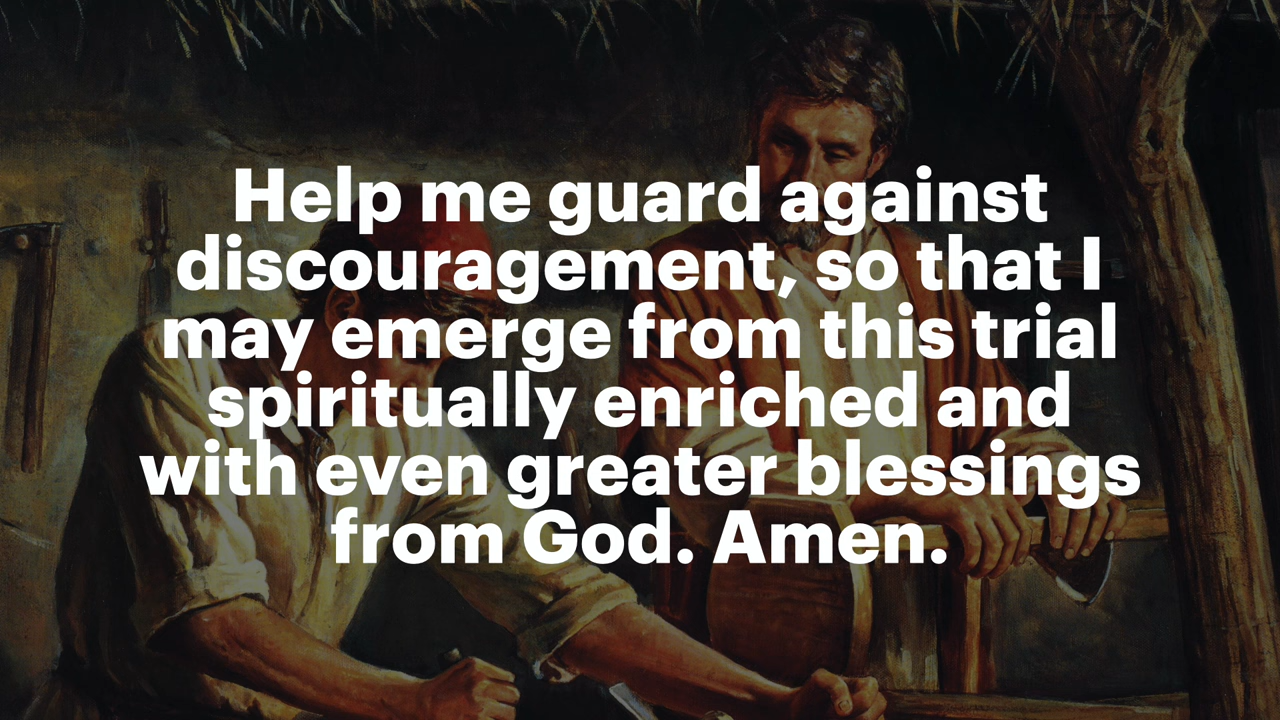 Help me guard against
discouragement, so that I
may emerge from this trial
spiritually enriched and
with even greater blessings
from God. Amen.